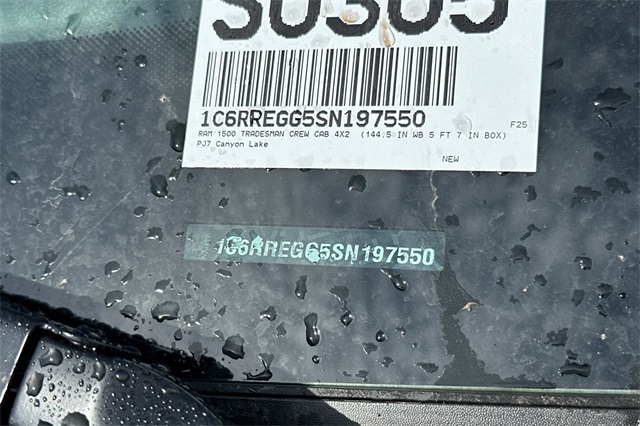 S0305
1C6RREGG5SN197550
F25
RAM 1500 TRADESMAN CREW CAB 4X2 (144.5 IN WB 5 FT 7 IN BOX)
PJ7 Canyon Lake
NEW
1C6RREGG5SN197550